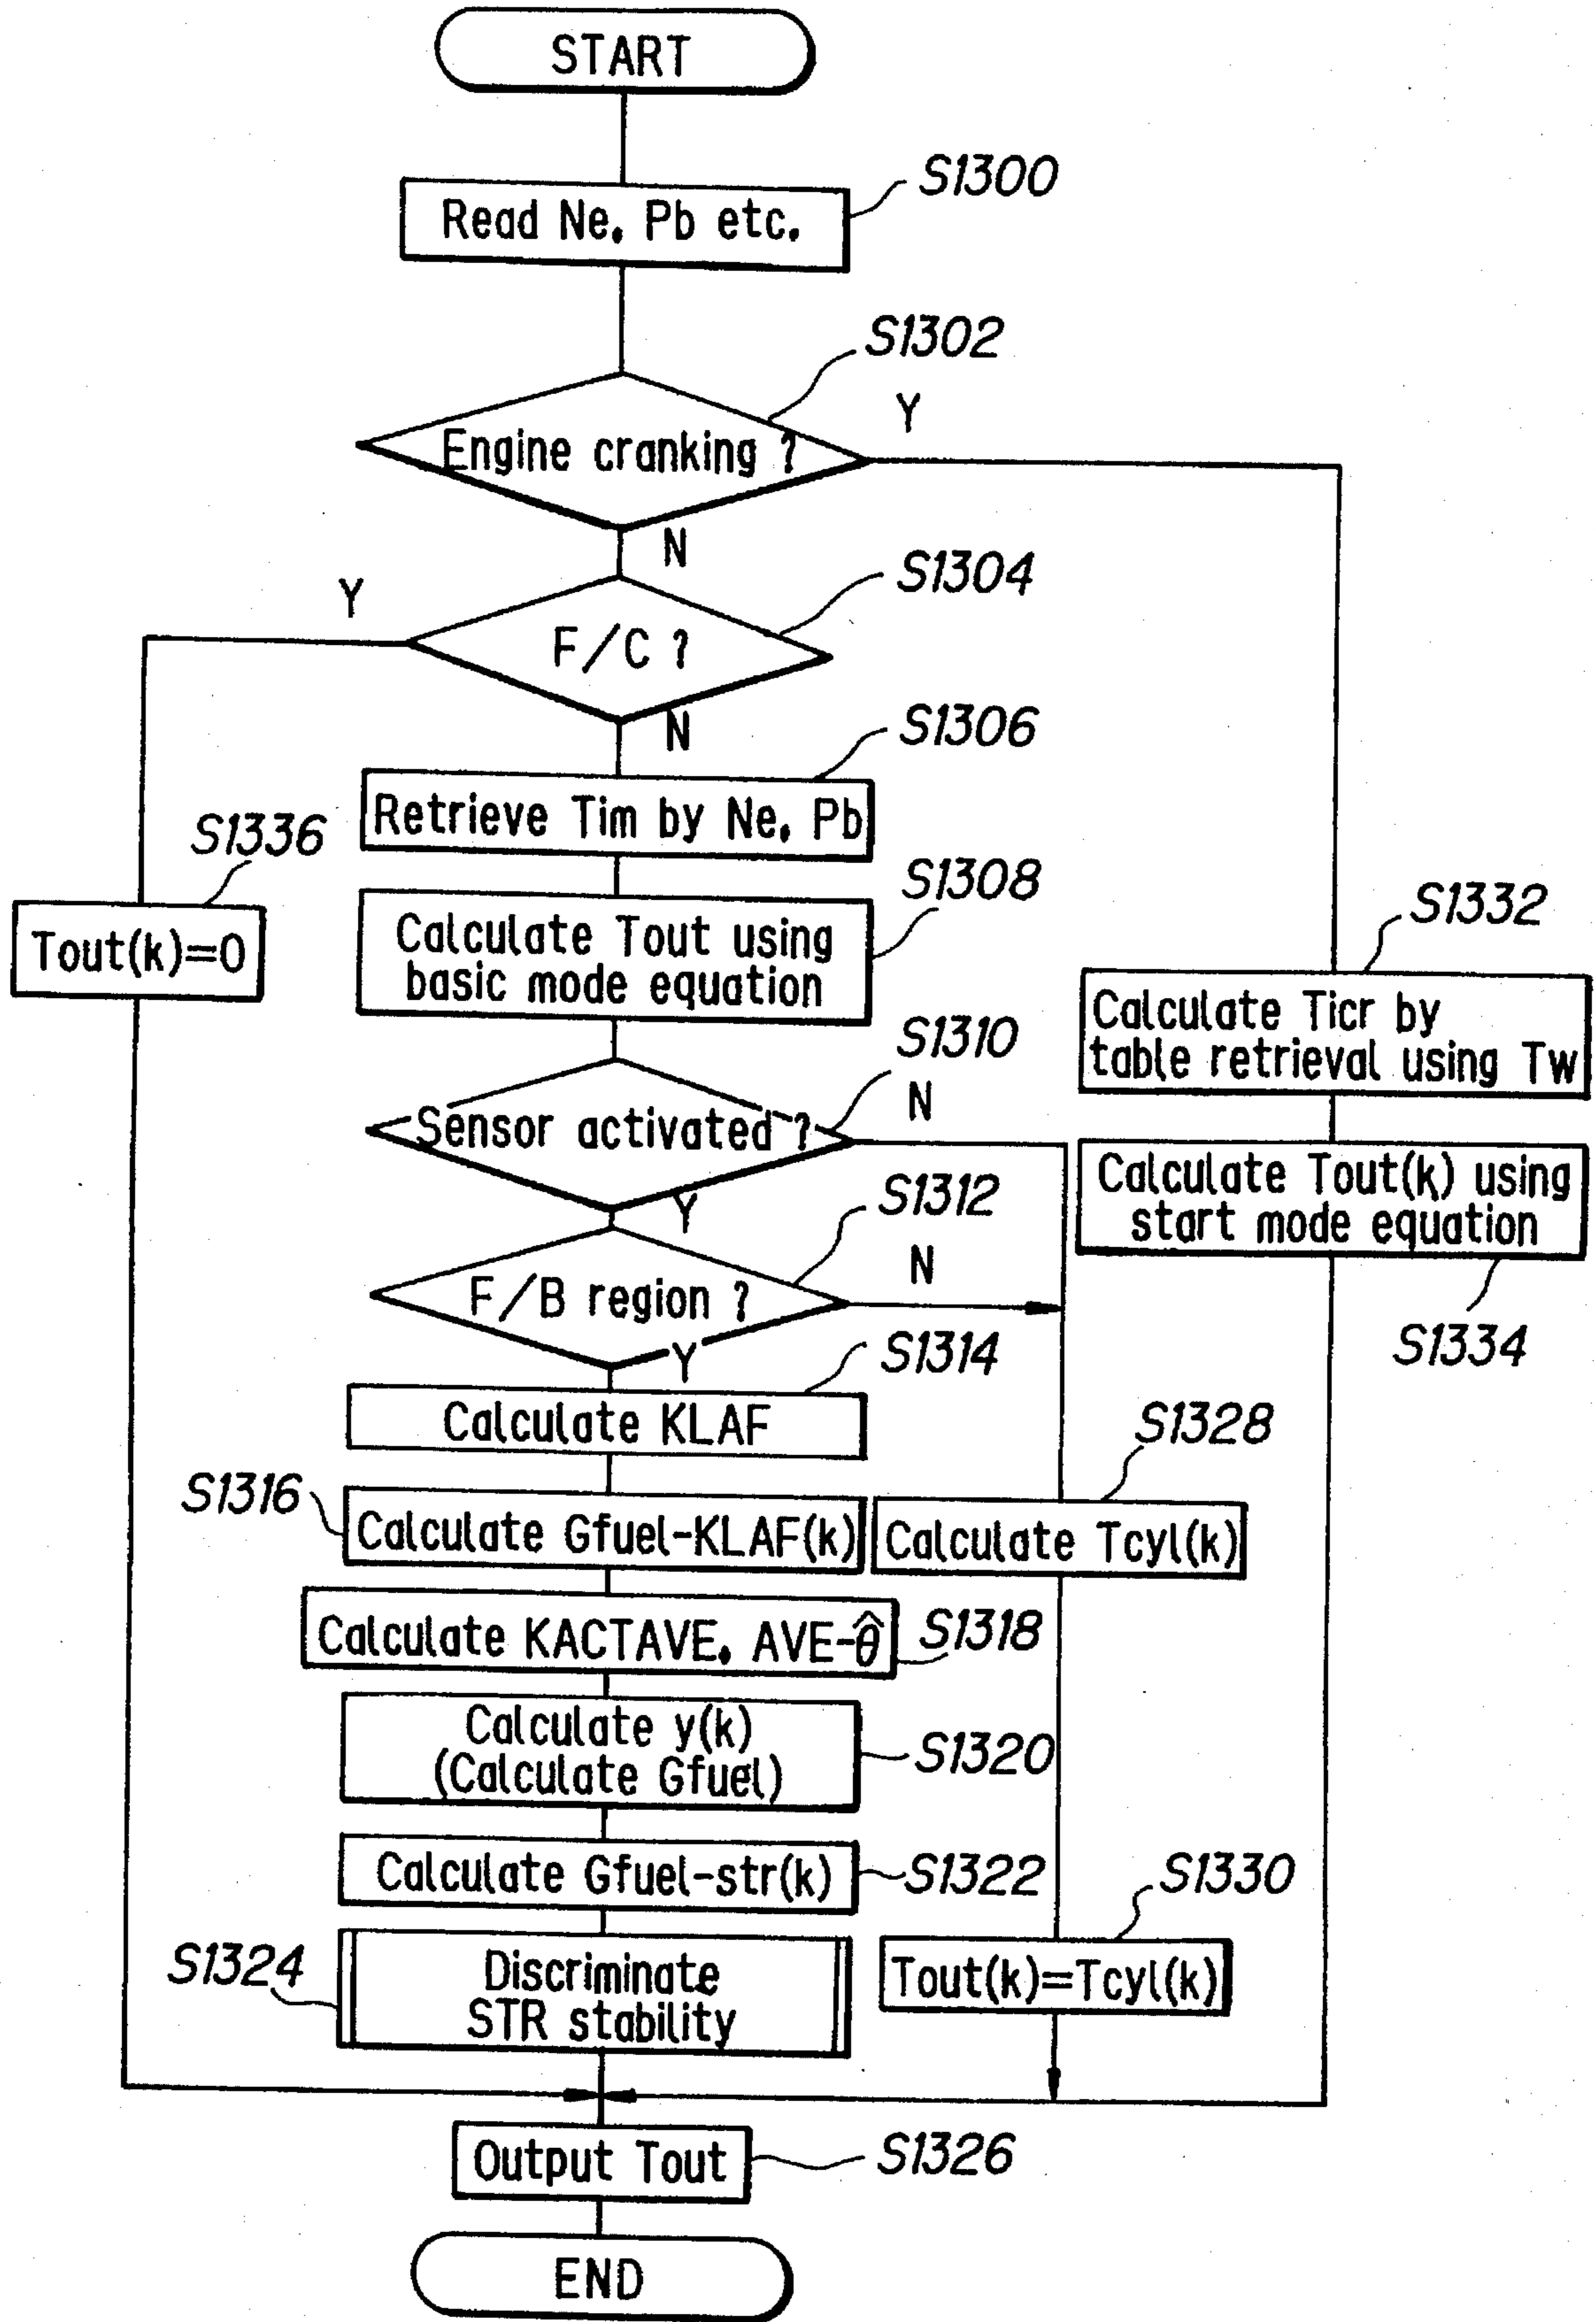 START
S1300
Read Ne. Pb etc.
S1302
Engine cranking ?
Y
N
S1304
Y
F/C ?
N
S1306
Retrieve Tim by Ne. Pb
S1336
Tout(k)=0
S1308
Calculate Tout using
basic mode equation
S1332
Calculate Ticr by
table retrieval using Tw
S1310
Sensor activated ?
N
Y
Calculate Tout(k) using
start mode equation
S1334
S1312
F/B region ?
N
Y
S1314
Calculate KLAF
S1316
Calculate Gfuel-KLAF(k)
S1328
Calculate Tcyl(k)
Calculate KACTAVE. AVE-θ̂
S1318
Calculate y(k)
(Calculate Gfuel)
S1320
Calculate Gfuel-str(k)
S1322
S1330
Tout(k)=Tcyl(k)
S1324
Discriminate
STR stability
Output Tout
S1326
END